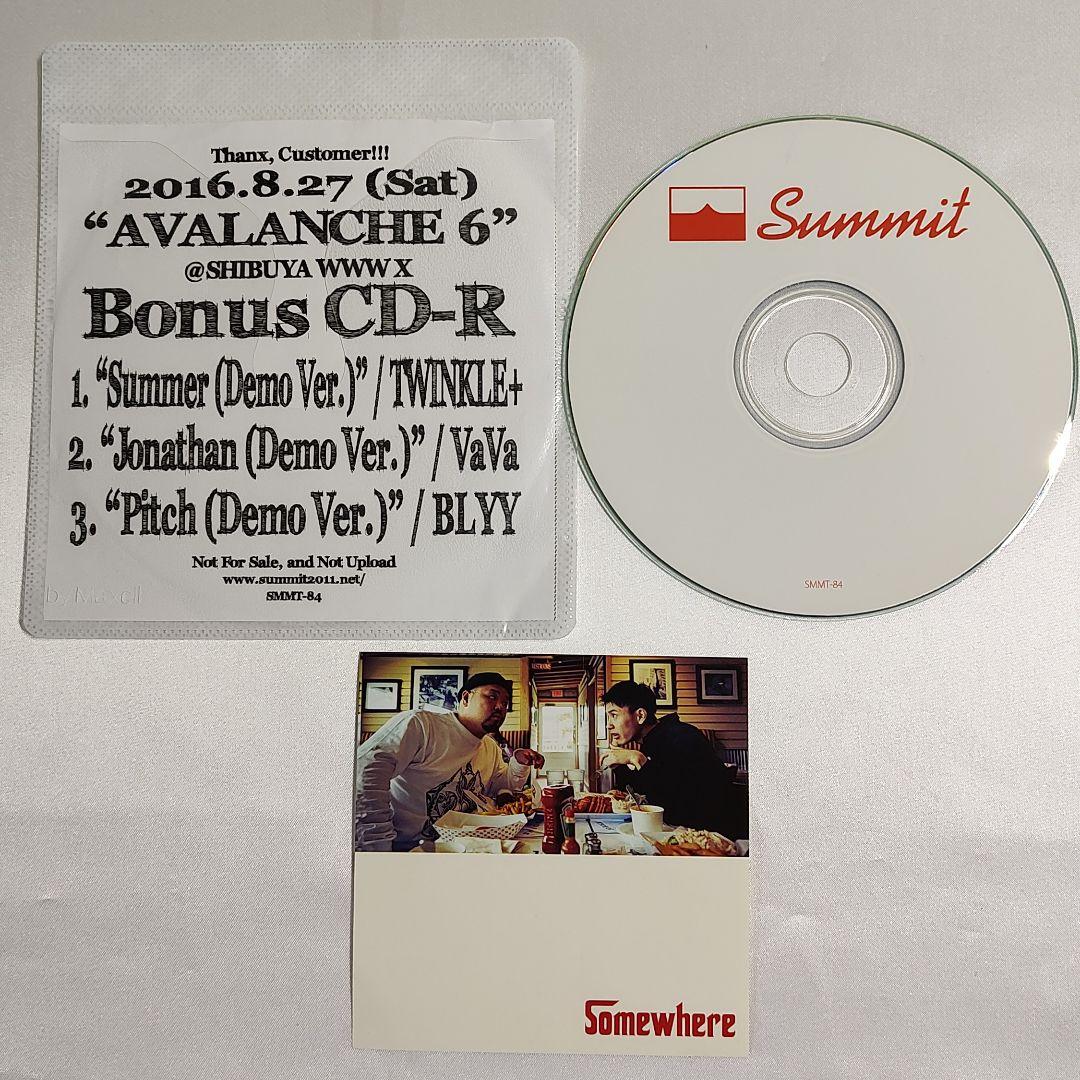 Thanx, Customer!!!
2016.8.27 (Sat)
“AVALANCHE 6”
@SHIBUYA WWW X
Bonus CD-R
1. “Summer (Demo Ver.)” / TWINKLE+
2. “Jonathan (Demo Ver.)” / VaVa
3. “Pitch (Demo Ver.)” / BLYY
Not For Sale, and Not Upload
www.summit2011.net/
SMMT-84
by Maxell
Summit
SMMT-84
Somewhere